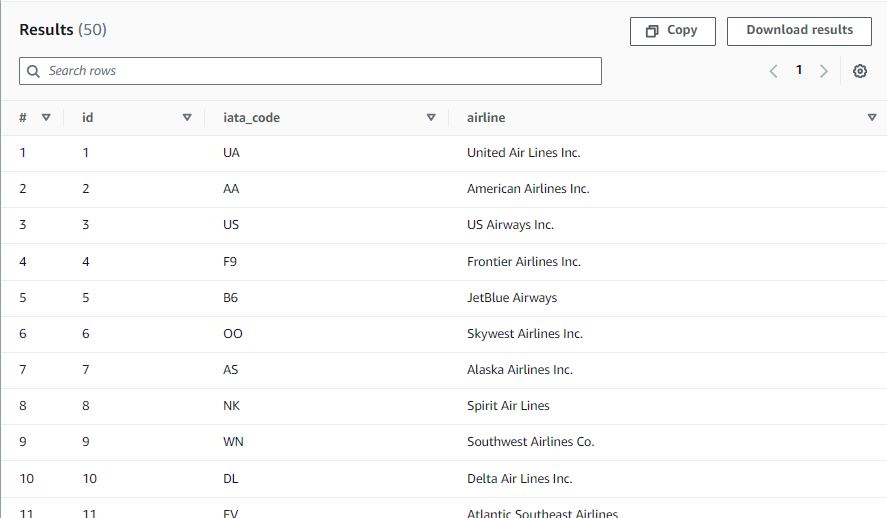 Results (50)
Copy
Download results
Search rows
1
# id iata_code airline
1 1 UA United Air Lines Inc.
2 2 AA American Airlines Inc.
3 3 US US Airways Inc.
4 4 F9 Frontier Airlines Inc.
5 5 B6 JetBlue Airways
6 6 OO Skywest Airlines Inc.
7 7 AS Alaska Airlines Inc.
8 8 NK Spirit Air Lines
9 9 WN Southwest Airlines Co.
10 10 DL Delta Air Lines Inc.
11 11 EV Atlantic Southeast Airlines